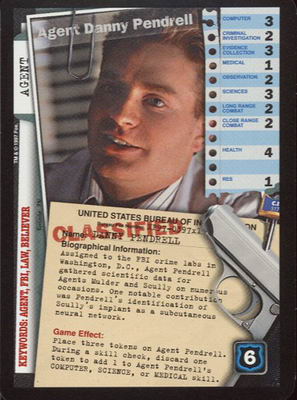 Agent Danny Pendrell
COMPUTER 3
CRIMINAL INVESTIGATION 2
EVIDENCE COLLECTION 3
MEDICAL 1
OBSERVATION 2
SCIENCES 3
LONG RANGE COMBAT 2
CLOSE RANGE COMBAT 2
HEALTH 4
RES 1
AGENT
TM & © 1997 Fox
KEYWORDS: AGENT, FBI, LAW, BELIEVER
UNITED STATES BUREAU OF IN
CLASSIFIED
Name: DANNY PENDRELL
Biographical Information:
Assigned to the FBI crime labs in
Washington, D.C., Agent Pendrell
gathered scientific data for
Agents Mulder and Scully on numerous
occasions. One notable contribution
was Pendrell's identification of
Scully's implant as a subcutaneous
neural network.
Game Effect:
Place three tokens on Agent Pendrell.
During a skill check, discard one
token to add 1 to Agent Pendrell's
COMPUTER, SCIENCE, or MEDICAL skill.
6